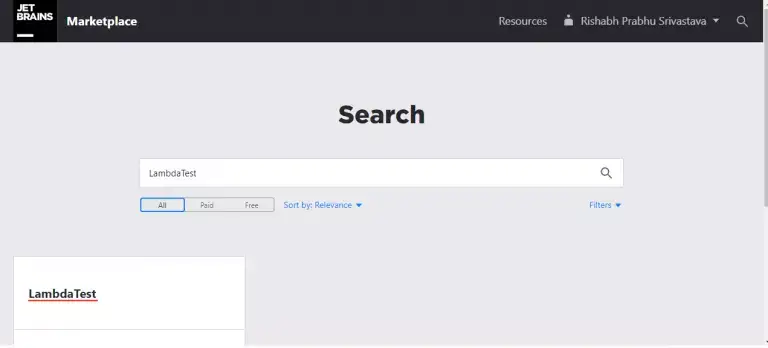 JET
BRAINS
Marketplace
Resources
Rishabh Prabhu Srivastava
Search
LambdaTest
All
Paid
Free
Sort by: Relevance
Filters
LambdaTest